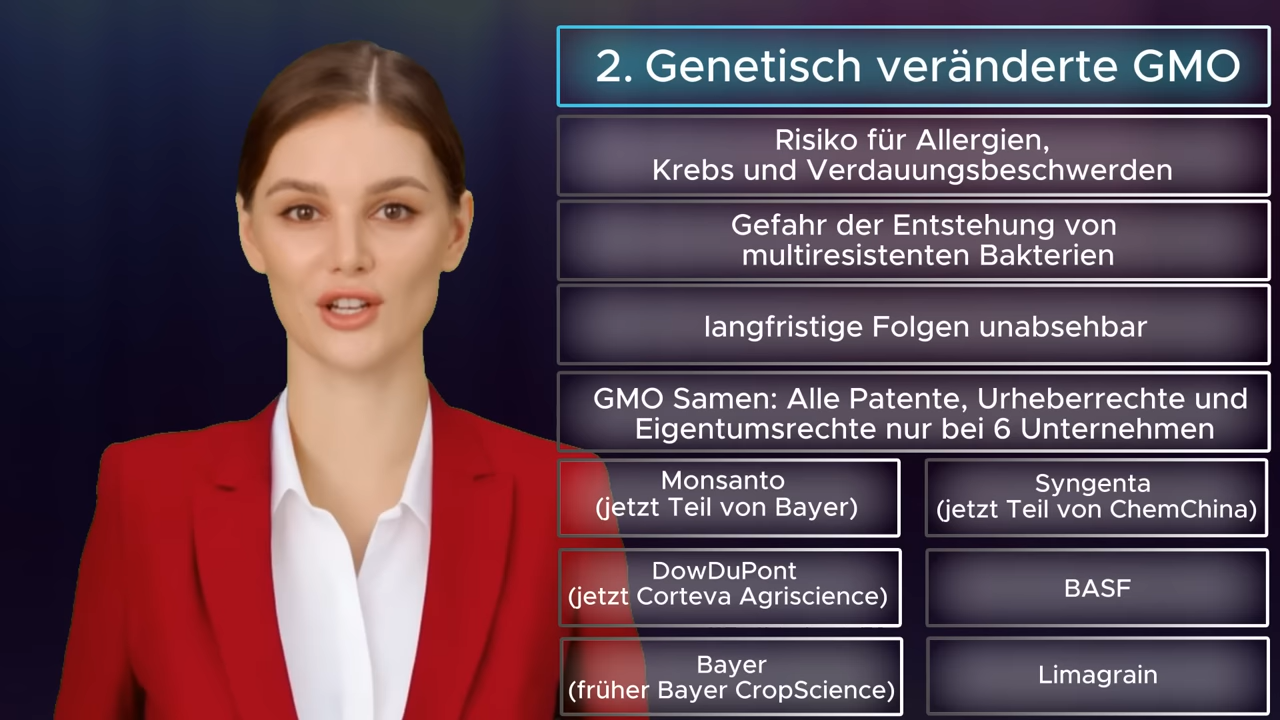 2. Genetisch veränderte GMO
Risiko für Allergien,
Krebs und Verdauungsbeschwerden
Gefahr der Entstehung von
multiresistenten Bakterien
langfristige Folgen unabsehbar
GMO Samen: Alle Patente, Urheberrechte und
Eigentumsrechte nur bei 6 Unternehmen
Monsanto
(jetzt Teil von Bayer)
Syngenta
(jetzt Teil von ChemChina)
DowDuPont
(jetzt Corteva Agriscience)
BASF
Bayer
(früher Bayer CropScience)
Limagrain